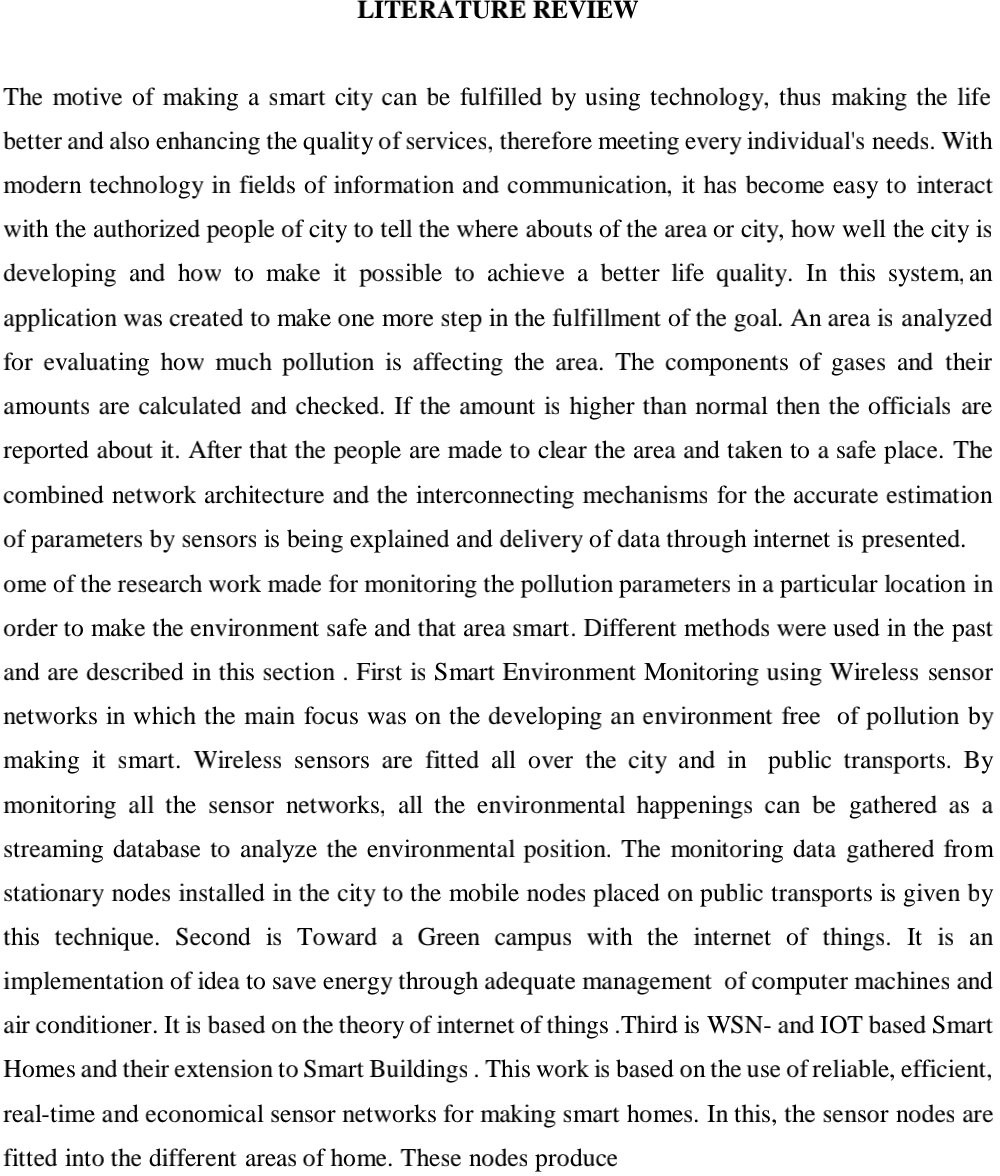 LITERATURE REVIEW
The motive of making a smart city can be fulfilled by using technology, thus making the life
better and also enhancing the quality of services, therefore meeting every individual's needs. With
modern technology in fields of information and communication, it has become easy to interact
with the authorized people of city to tell the where abouts of the area or city, how well the city is
developing and how to make it possible to achieve a better life quality. In this system, an
application was created to make one more step in the fulfillment of the goal. An area is analyzed
for evaluating how much pollution is affecting the area. The components of gases and their
amounts are calculated and checked. If the amount is higher than normal then the officials are
reported about it. After that the people are made to clear the area and taken to a safe place. The
combined network architecture and the interconnecting mechanisms for the accurate estimation
of parameters by sensors is being explained and delivery of data through internet is presented.
ome of the research work made for monitoring the pollution parameters in a particular location in
order to make the environment safe and that area smart. Different methods were used in the past
and are described in this section . First is Smart Environment Monitoring using Wireless sensor
networks in which the main focus was on the developing an environment free of pollution by
making it smart. Wireless sensors are fitted all over the city and in public transports. By
monitoring all the sensor networks, all the environmental happenings can be gathered as a
streaming database to analyze the environmental position. The monitoring data gathered from
stationary nodes installed in the city to the mobile nodes placed on public transports is given by
this technique. Second is Toward a Green campus with the internet of things. It is an
implementation of idea to save energy through adequate management of computer machines and
air conditioner. It is based on the theory of internet of things .Third is WSN- and IOT based Smart
Homes and their extension to Smart Buildings . This work is based on the use of reliable, efficient,
real-time and economical sensor networks for making smart homes. In this, the sensor nodes are
fitted into the different areas of home. These nodes produce